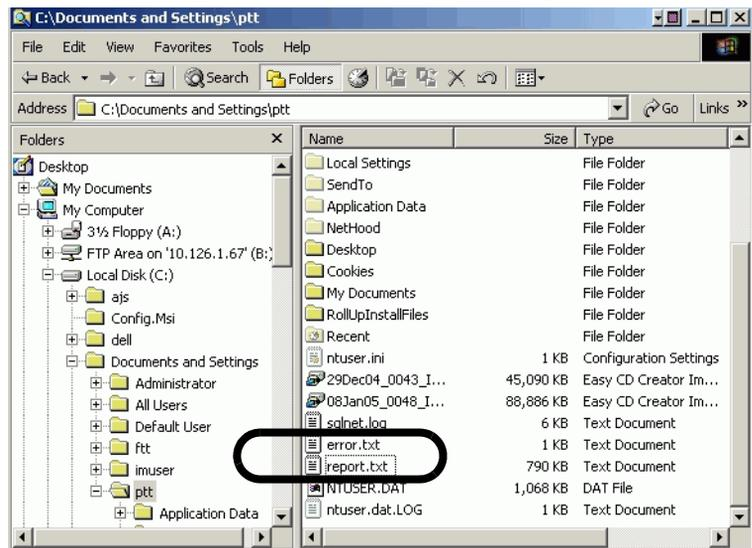 C:\Documents and Settings\ptt
File Edit View Favorites Tools Help
Back Search Folders
Address C:\Documents and Settings\ptt Go Links »
Folders x
Desktop
My Documents
My Computer
3½ Floppy (A:)
FTP Area on '10.126.1.67' (B:)
Local Disk (C:)
ajs
Config.Msi
dell
Documents and Settings
Administrator
All Users
Default User
ftt
imuser
ptt
Application Data
Name Size Type
Local Settings File Folder
SendTo File Folder
Application Data File Folder
NetHood File Folder
Desktop File Folder
Cookies File Folder
My Documents File Folder
RollUpInstallFiles File Folder
Recent File Folder
ntuser.ini 1 KB Configuration Settings
29Dec04_0043_I... 45,090 KB Easy CD Creator Im...
08Jan05_0048_I... 88,886 KB Easy CD Creator Im...
sqlnet.log 6 KB Text Document
error.txt 1 KB Text Document
report.txt 790 KB Text Document
NTUSER.DAT 1,068 KB DAT File
ntuser.dat.LOG 1 KB Text Document